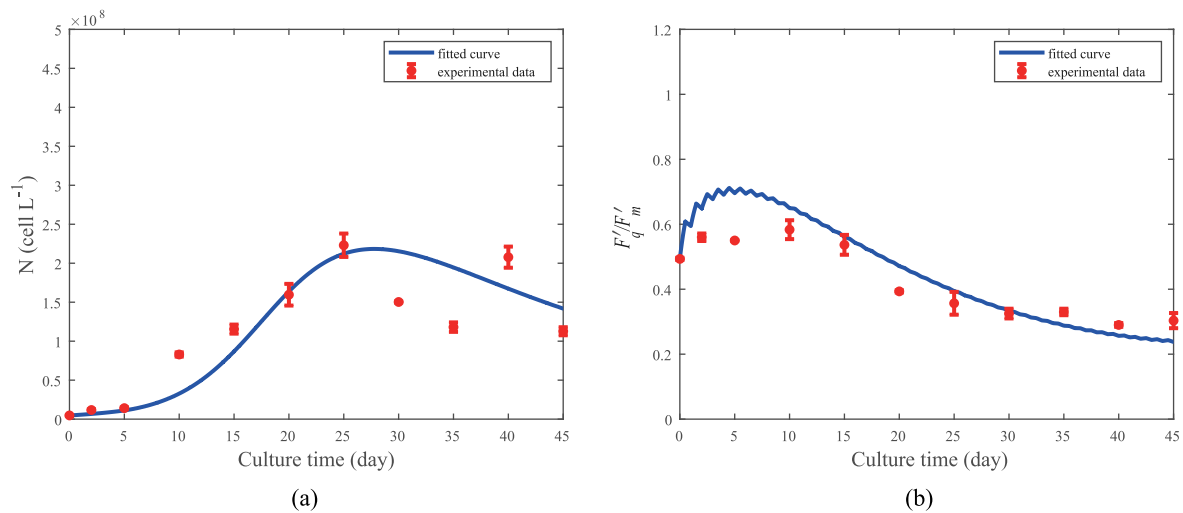 ×10⁸
5
4.5
4
3.5
3
2.5
2
1.5
1
0.5
0
N (cell L⁻¹)
0 5 10 15 20 25 30 35 40 45
Culture time (day)
fitted curve
experimental data
(a)
1.2
1
0.8
0.6
0.4
0.2
0
F'q/F'm
0 5 10 15 20 25 30 35 40 45
Culture time (day)
fitted curve
experimental data
(b)